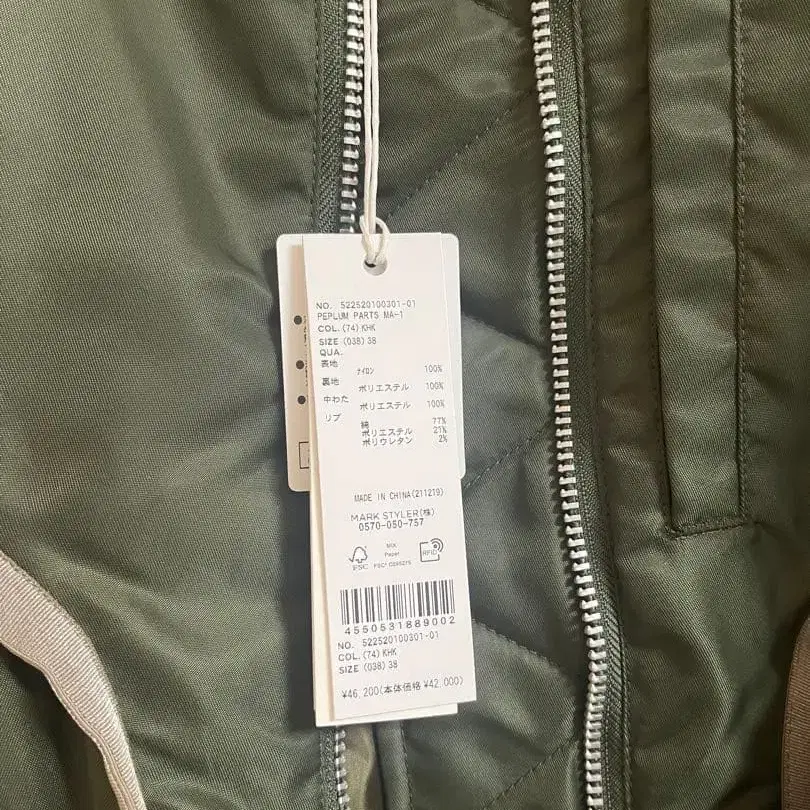 NO. 522520100301-01
PEPLUM PARTS MA-1
COL. (74) KHK
SIZE (038) 38
QUA.
表地
ナイロン 100%
裏地
ポリエステル 100%
中わた
ポリエステル 100%
リブ
綿 77%
ポリエステル 21%
ポリウレタン 2%
MADE IN CHINA(211219)
MARK STYLER(株)
0570-050-757
FSC
MIX
Paper
FSC®
RFID
4550531889002
NO. 522520100301-01
COL. (74) KHK
SIZE (038) 38
¥46,200(本体価格 ¥42,000)